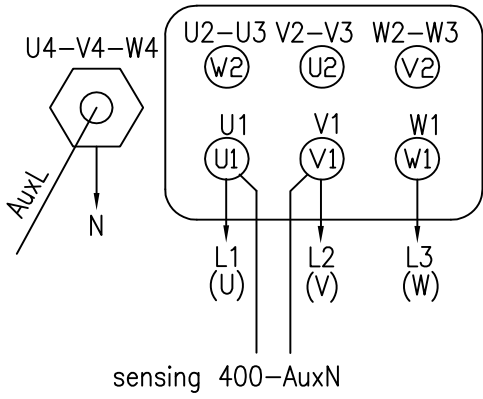 U2-U3 V2-V3 W2-W3
U4-V4-W4
W2 U2 V2
U1 V1 W1
U1 V1 W1
AuxL
N
L1 L2 L3
(U) (V) (W)
sensing 400-AuxN